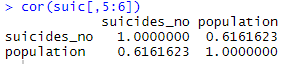 > cor(suic[,5:6])
             suicides_no population
suicides_no    1.0000000  0.6161623
population     0.6161623  1.0000000